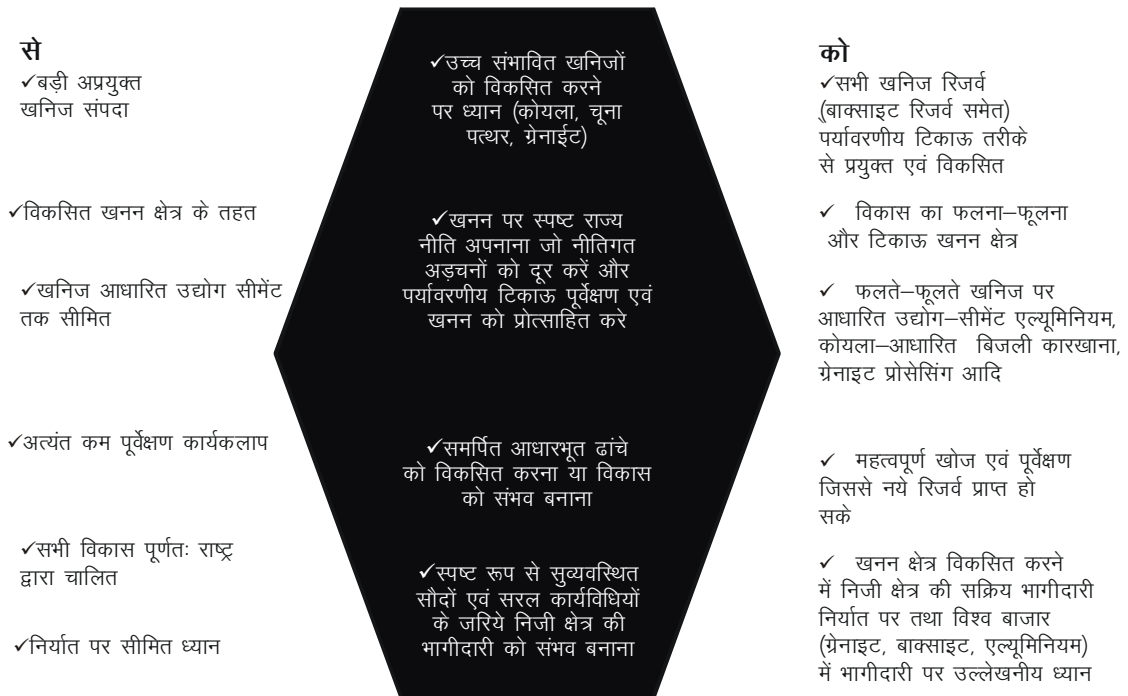 से
✓बड़ी अप्रयुक्त
खनिज संपदा
✓विकसित खनन क्षेत्र के तहत
✓खनिज आधारित उद्योग सीमेंट
तक सीमित
✓अत्यंत कम पूर्वेक्षण कार्यकलाप
✓सभी विकास पूर्णतः राष्ट्र
द्वारा चालित
✓निर्यात पर सीमित ध्यान
✓उच्च संभावित खनिजों
को विकसित करने
पर ध्यान (कोयला, चूना
पत्थर, ग्रेनाईट)
✓खनन पर स्पष्ट राज्य
नीति अपनाना जो नीतिगत
अड़चनों को दूर करें और
पर्यावरणीय टिकाऊ पूर्वेक्षण एवं
खनन को प्रोत्साहित करे
✓समर्पित आधारभूत ढांचे
को विकसित करना या विकास
को संभव बनाना
✓स्पष्ट रूप से सुव्यवस्थित
सौदों एवं सरल कार्यविधियों
के जरिये निजी क्षेत्र की
भागीदारी को संभव बनाना
को
✓सभी खनिज रिजर्व
(बाक्साइट रिजर्व समेत)
पर्यावरणीय टिकाऊ तरीके
से प्रयुक्त एवं विकसित
✓ विकास का फलना–फूलना
और टिकाऊ खनन क्षेत्र
✓ फलते–फूलते खनिज पर
आधारित उद्योग–सीमेंट एल्यूमिनियम,
कोयला–आधारित बिजली कारखाना,
ग्रेनाइट प्रोसेसिंग आदि
✓ महत्वपूर्ण खोज एवं पूर्वेक्षण
जिससे नये रिजर्व प्राप्त हो
सके
✓ खनन क्षेत्र विकसित करने
में निजी क्षेत्र की सक्रिय भागीदारी
निर्यात पर तथा विश्व बाजार
(ग्रेनाइट, बाक्साइट, एल्यूमिनियम)
में भागीदारी पर उल्लेखनीय ध्यान